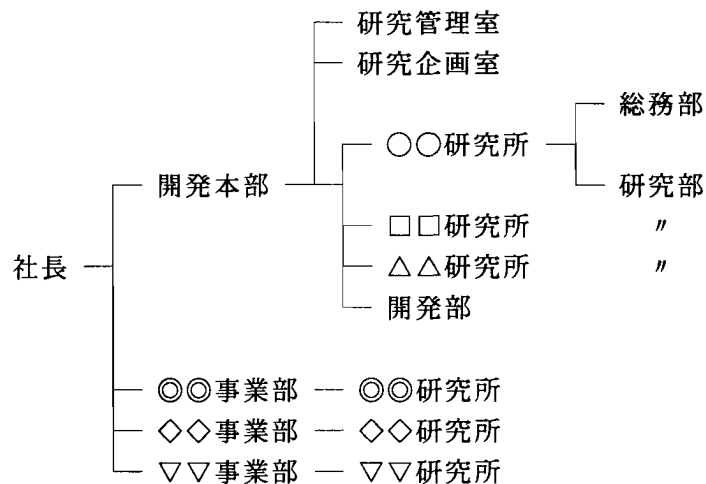 研究管理室
研究企画室
総務部
○○研究所
開発本部
研究部
□□研究所 〃
社長
△△研究所 〃
開発部
◎◎事業部 ◎◎研究所
◇◇事業部 ◇◇研究所
▽▽事業部 ▽▽研究所